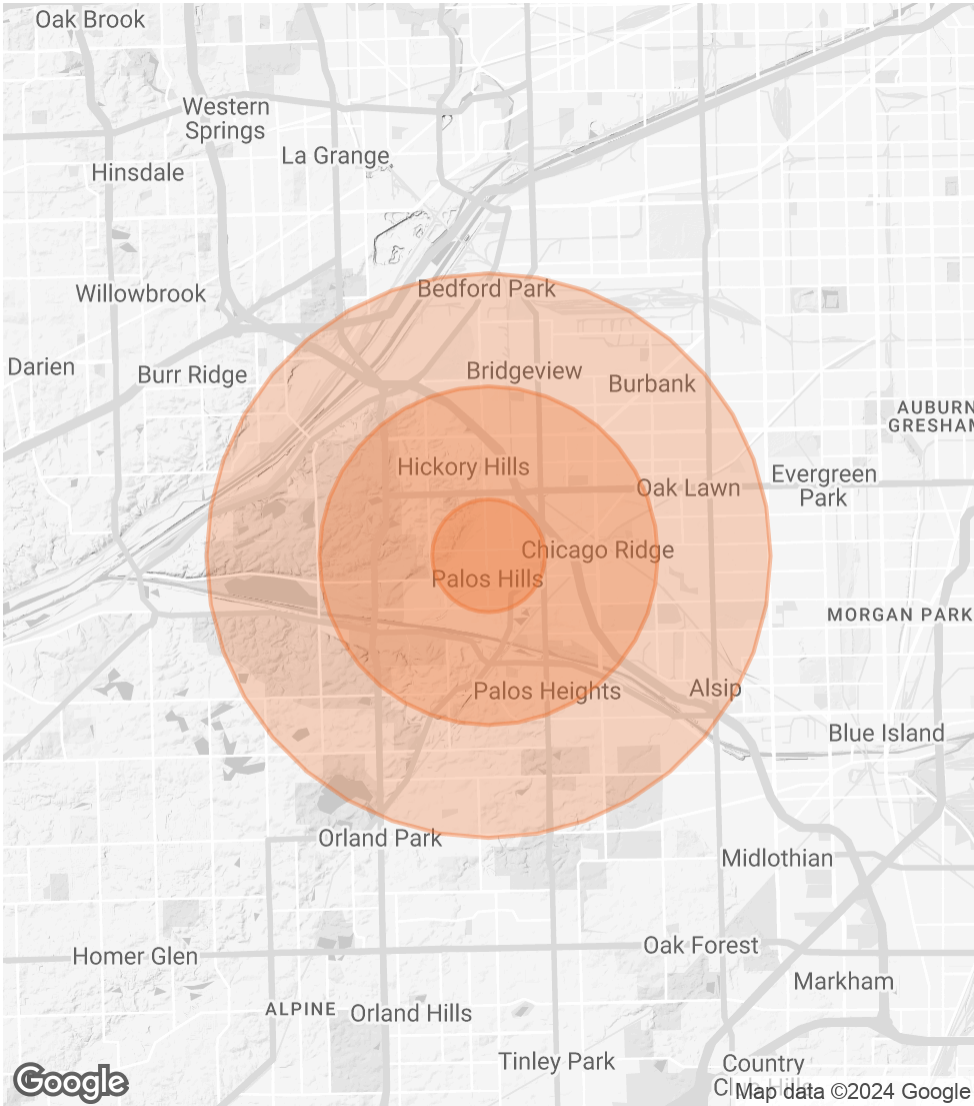 Oak Brook
Western
Springs
La Grange
Hinsdale
Willowbrook
Bedford Park
Darien
Burr Ridge
Bridgeview
Burbank
AUBURN
GRESHAM
Hickory Hills
Oak Lawn
Evergreen
Park
Chicago Ridge
Palos Hills
MORGAN PARK
Palos Heights
Alsip
Blue Island
Orland Park
Midlothian
Oak Forest
Homer Glen
Markham
ALPINE
Orland Hills
Tinley Park
Country
Club Hills
Google
Map data ©2024 Google